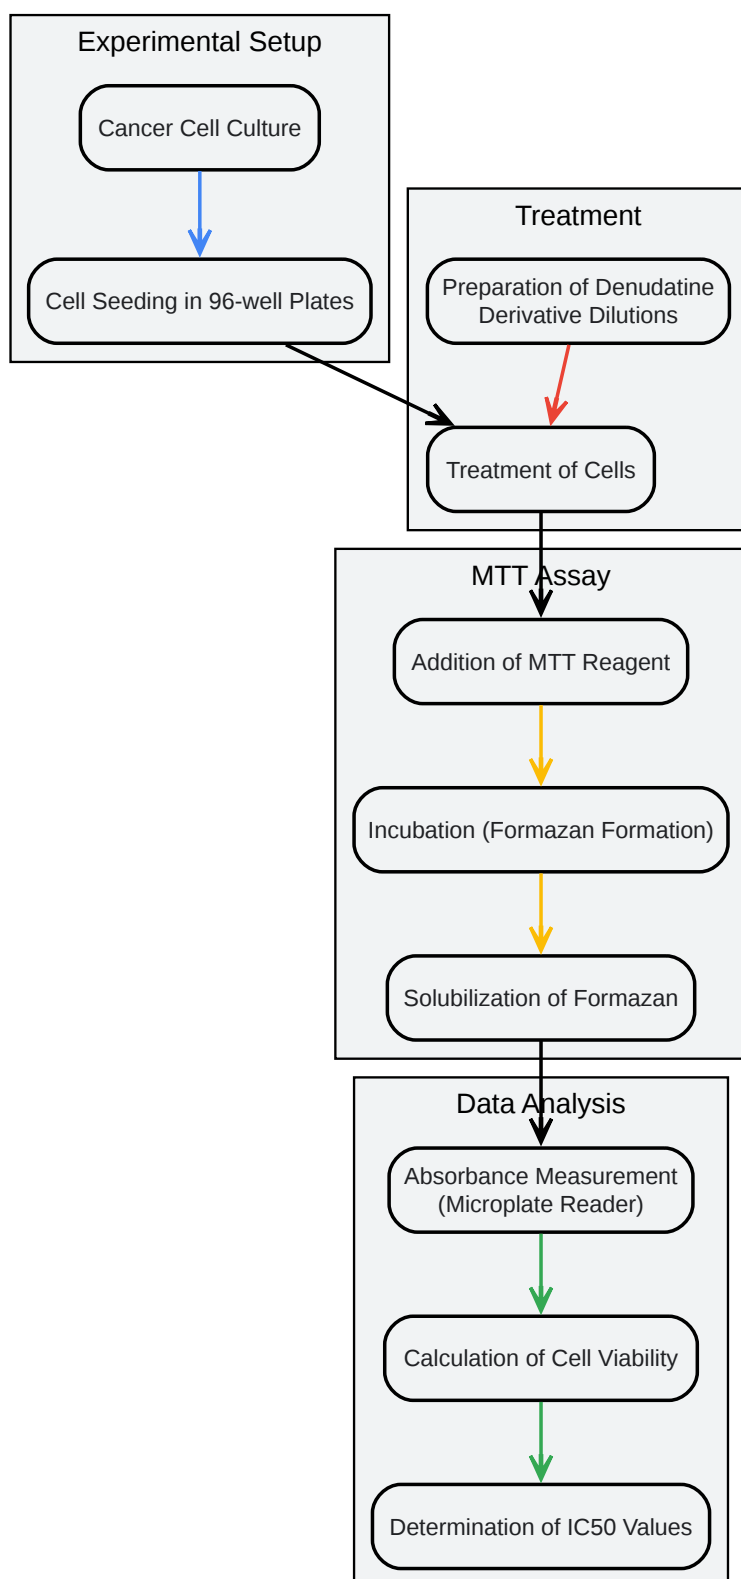 Experimental Setup
Cancer Cell Culture
Cell Seeding in 96-well Plates
Treatment
Preparation of Denudatine
Derivative Dilutions
Treatment of Cells
MTT Assay
Addition of MTT Reagent
Incubation (Formazan Formation)
Solubilization of Formazan
Data Analysis
Absorbance Measurement
(Microplate Reader)
Calculation of Cell Viability
Determination of IC50 Values